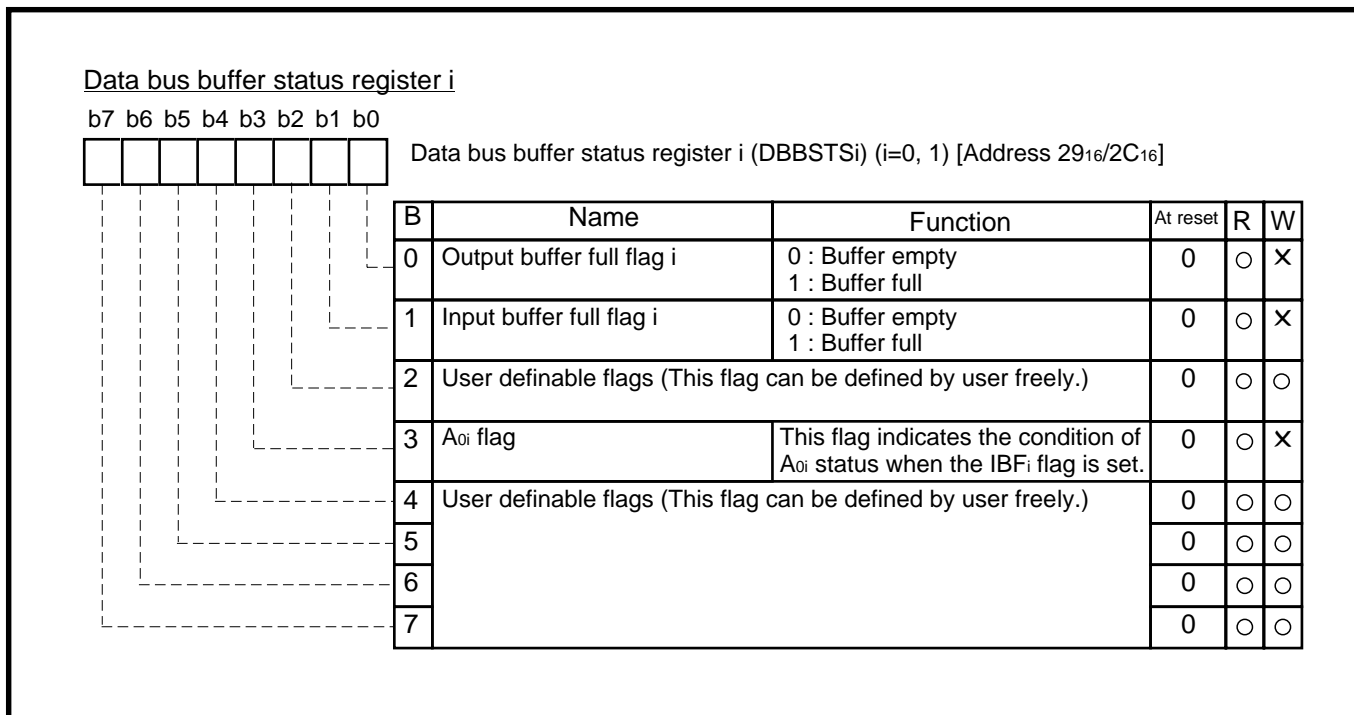 Data bus buffer status register i
b7 b6 b5 b4 b3 b2 b1 b0
Data bus buffer status register i (DBBSTSi) (i=0, 1) [Address 2916/2C16]
B Name Function At reset R W
0 Output buffer full flag i 0 : Buffer empty 0 ○ ×
1 : Buffer full
1 Input buffer full flag i 0 : Buffer empty 0 ○ ×
1 : Buffer full
2 User definable flags (This flag can be defined by user freely.) 0 ○ ○
3 A0i flag This flag indicates the condition of 0 ○ ×
A0i status when the IBFi flag is set.
4 User definable flags (This flag can be defined by user freely.) 0 ○ ○
5 0 ○ ○
6 0 ○ ○
7 0 ○ ○